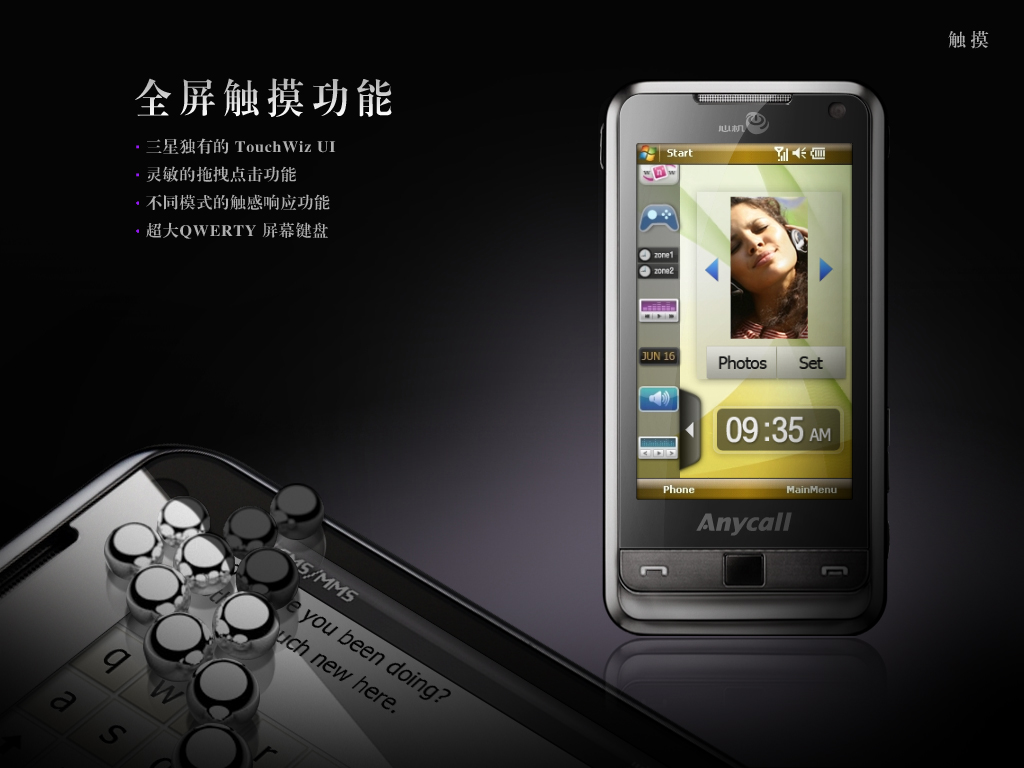 触摸
全屏触摸功能
· 三星独有的 TouchWiz UI
· 灵敏的拖拽点击功能
· 不同模式的触感响应功能
· 超大QWERTY 屏幕键盘
Start
zone1
zone2
Photos
Set
JUN 16
09:35 AM
Phone
MainMenu
Anycall
MS/MMS
you been doing?
new here.
q
w
a
s
r